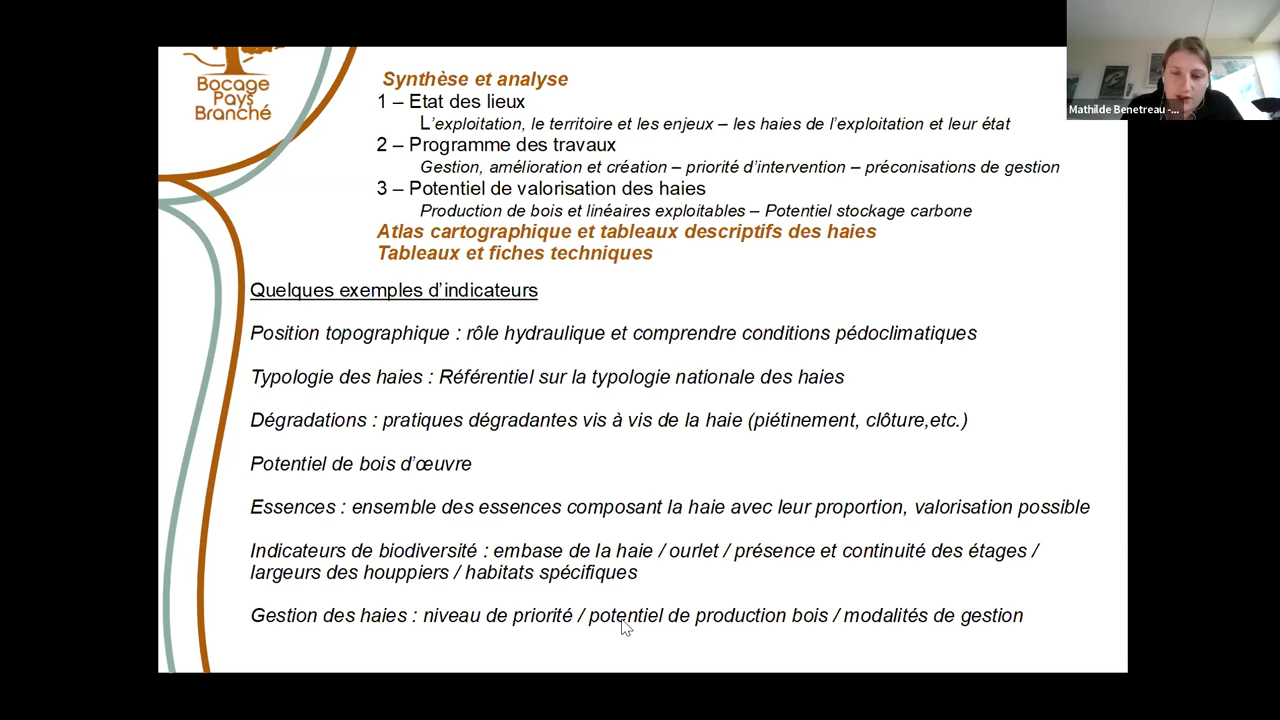 Bocage
Pays
Branché
Synthèse et analyse
1 – Etat des lieux
L'exploitation, le territoire et les enjeux – les haies de l'exploitation et leur état
2 – Programme des travaux
Gestion, amélioration et création – priorité d'intervention – préconisations de gestion
3 – Potentiel de valorisation des haies
Production de bois et linéaires exploitables – Potentiel stockage carbone
Atlas cartographique et tableaux descriptifs des haies
Tableaux et fiches techniques
Quelques exemples d'indicateurs
Position topographique : rôle hydraulique et comprendre conditions pédoclimatiques
Typologie des haies : Référentiel sur la typologie nationale des haies
Dégradations : pratiques dégradantes vis à vis de la haie (piétinement, clôture,etc.)
Potentiel de bois d'œuvre
Essences : ensemble des essences composant la haie avec leur proportion, valorisation possible
Indicateurs de biodiversité : embase de la haie / ourlet / présence et continuité des étages /
largeurs des houppiers / habitats spécifiques
Gestion des haies : niveau de priorité / potentiel de production bois / modalités de gestion
Mathilde Benetreau -...